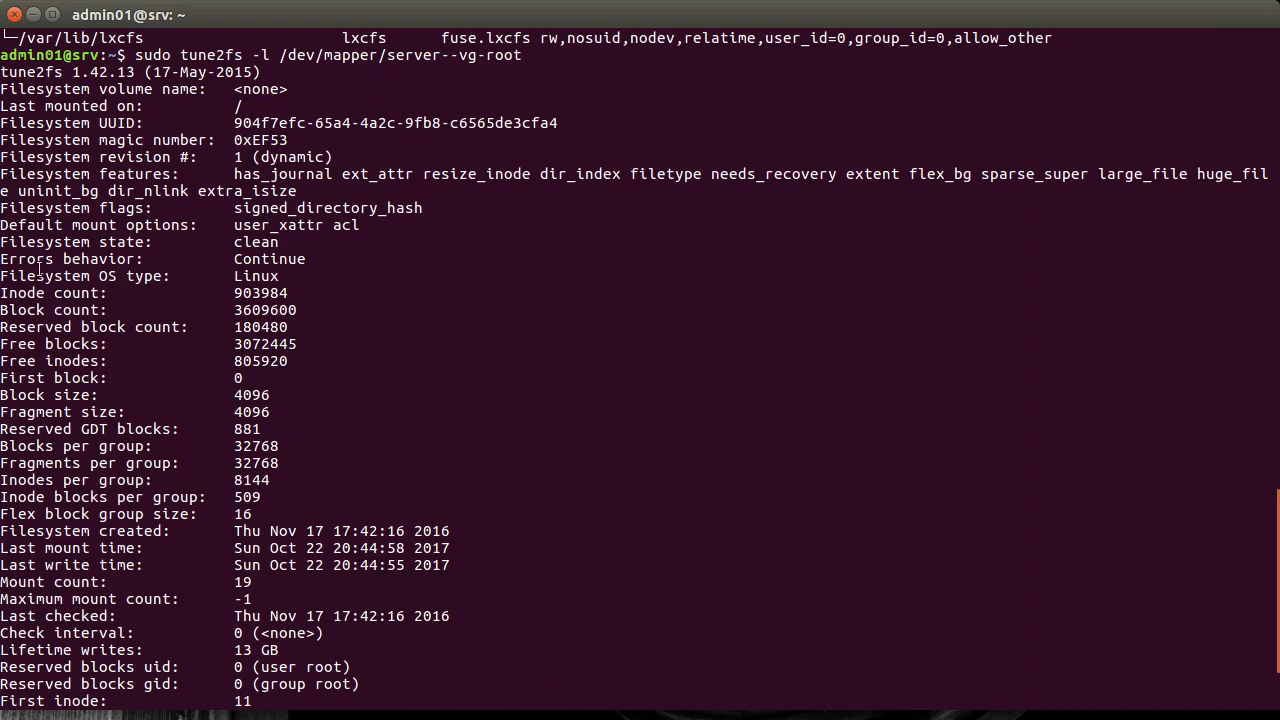 admin01@srv: ~
└─/var/lib/lxcfs lxcfs fuse.lxcfs rw,nosuid,nodev,relatime,user_id=0,group_id=0,allow_other
admin01@srv:~$ sudo tune2fs -l /dev/mapper/server--vg-root
tune2fs 1.42.13 (17-May-2015)
Filesystem volume name: <none>
Last mounted on: /
Filesystem UUID: 904f7efc-65a4-4a2c-9fb8-c6565de3cfa4
Filesystem magic number: 0xEF53
Filesystem revision #: 1 (dynamic)
Filesystem features: has_journal ext_attr resize_inode dir_index filetype needs_recovery extent flex_bg sparse_super large_file huge_fil
e uninit_bg dir_nlink extra_isize
Filesystem flags: signed_directory_hash
Default mount options: user_xattr acl
Filesystem state: clean
Errors behavior: Continue
Filesystem OS type: Linux
Inode count: 903984
Block count: 3609600
Reserved block count: 180480
Free blocks: 3072445
Free inodes: 805920
First block: 0
Block size: 4096
Fragment size: 4096
Reserved GDT blocks: 881
Blocks per group: 32768
Fragments per group: 32768
Inodes per group: 8144
Inode blocks per group: 509
Flex block group size: 16
Filesystem created: Thu Nov 17 17:42:16 2016
Last mount time: Sun Oct 22 20:44:58 2017
Last write time: Sun Oct 22 20:44:55 2017
Mount count: 19
Maximum mount count: -1
Last checked: Thu Nov 17 17:42:16 2016
Check interval: 0 (<none>)
Lifetime writes: 13 GB
Reserved blocks uid: 0 (user root)
Reserved blocks gid: 0 (group root)
First inode: 11